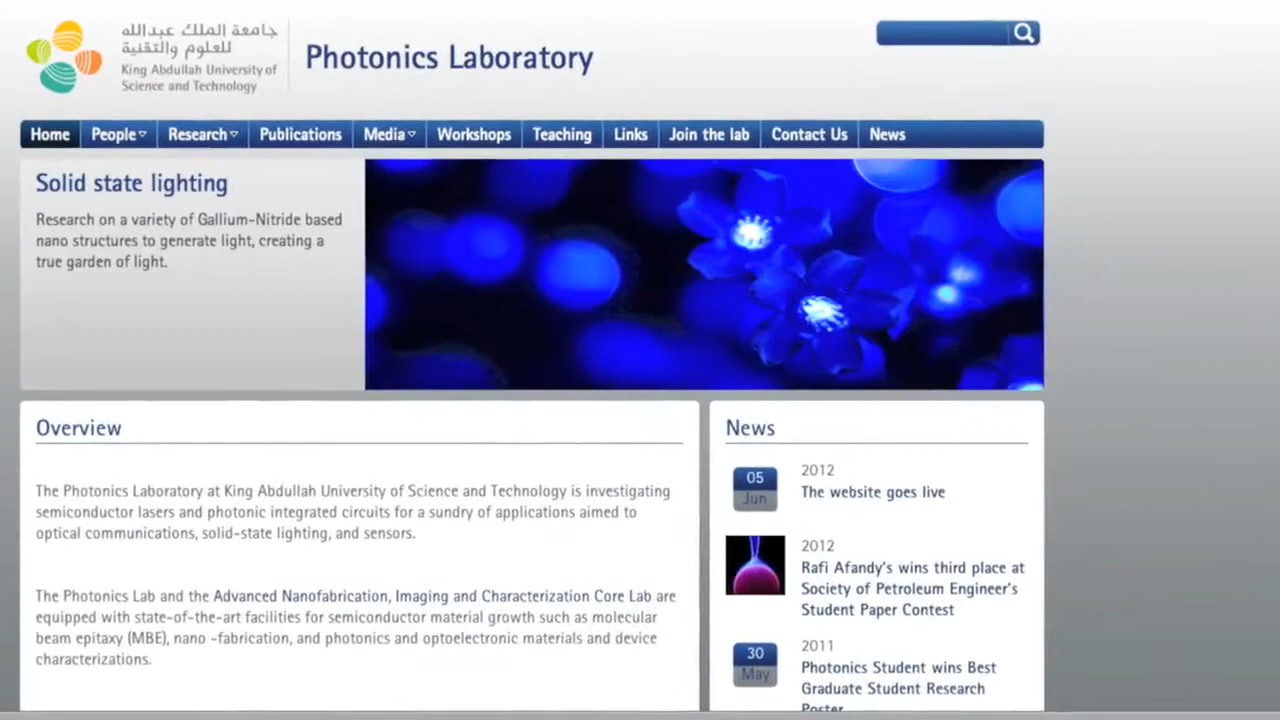 جامعة الملك عبدالله
للعلوم والتقنية
King Abdullah University of
Science and Technology
Photonics Laboratory
Home People Research Publications Media Workshops Teaching Links Join the lab Contact Us News
Solid state lighting
Research on a variety of Gallium-Nitride based
nano structures to generate light, creating a
true garden of light.
Overview
The Photonics Laboratory at King Abdullah University of Science and Technology is investigating
semiconductor lasers and photonic integrated circuits for a sundry of applications aimed to
optical communications, solid-state lighting, and sensors.
The Photonics Lab and the Advanced Nanofabrication, Imaging and Characterization Core Lab are
equipped with state-of-the-art facilities for semiconductor material growth such as molecular
beam epitaxy (MBE), nano -fabrication, and photonics and optoelectronic materials and device
characterizations.
News
05
Jun
2012
The website goes live
2012
Rafi Afandy's wins third place at
Society of Petroleum Engineer's
Student Paper Contest
30
May
2011
Photonics Student wins Best
Graduate Student Research
Poster